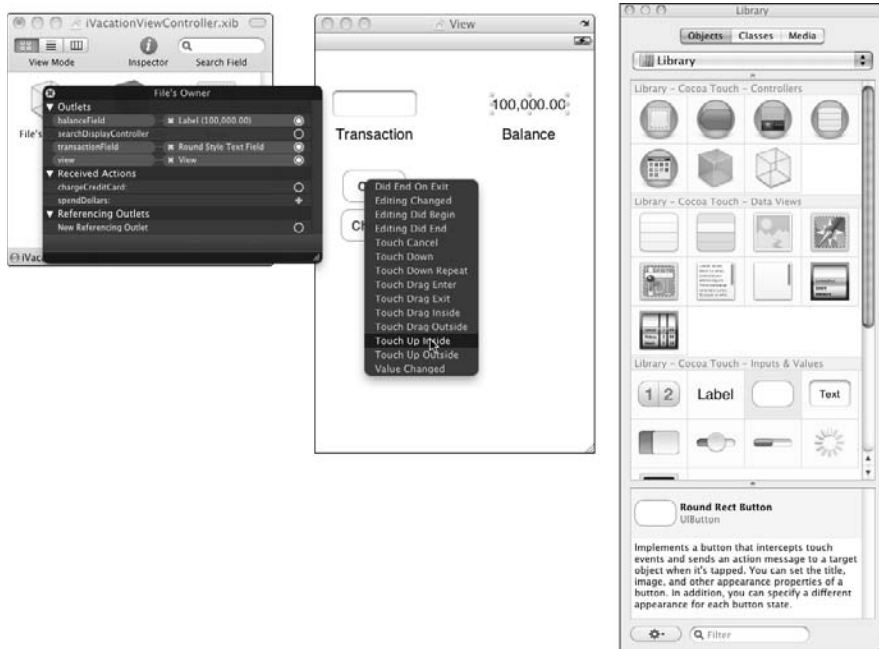 iVacationViewController.xib
View Mode
Inspector
Search Field
File's
File's Owner
Outlets
balanceField
Label (100,000.00)
searchDisplayController
transactionField
Round Style Text Field
view
View
Received Actions
chargeCreditCard:
spendDollars:
Referencing Outlets
New Referencing Outlet
iVaca
View
100,000.00
Transaction
Balance
Ch
Did End On Exit
Editing Changed
Editing Did Begin
Editing Did End
Touch Cancel
Touch Down
Touch Down Repeat
Touch Drag Enter
Touch Drag Exit
Touch Drag Inside
Touch Drag Outside
Touch Up Inside
Touch Up Outside
Value Changed
Library
Objects
Classes
Media
Library
Library – Cocoa Touch – Controllers
Library – Cocoa Touch – Data Views
Library – Cocoa Touch – Inputs & Values
1 2
Label
Text
Round Rect Button
UIButton
Implements a button that intercepts touch
events and sends an action message to a target
object when it's tapped. You can set the title,
image, and other appearance properties of a
button. In addition, you can specify a different
appearance for each button state.
Filter